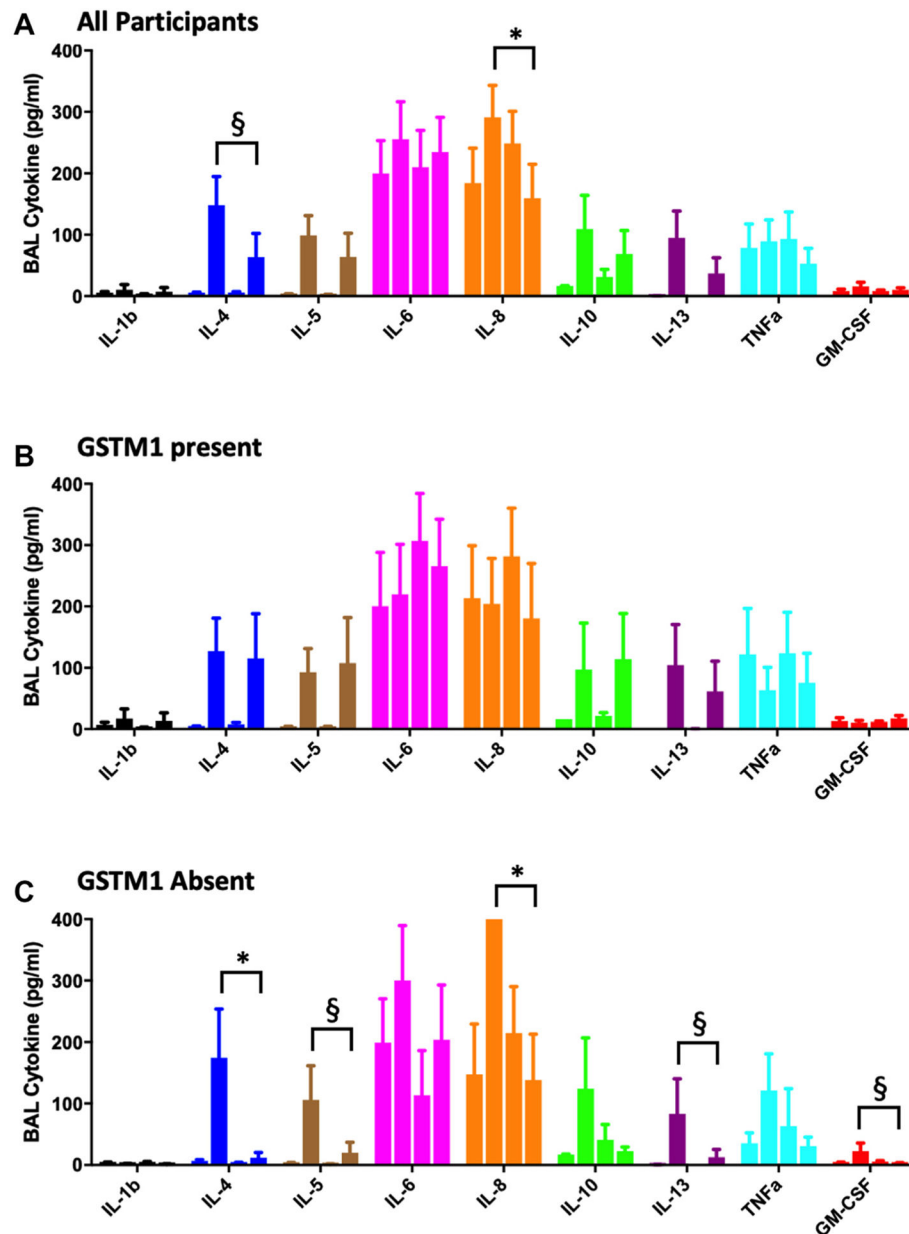 A All Participants
BAL Cytokine (pg/ml)
400
300
200
100
0
§
*
IL-1b IL-4 IL-5 IL-6 IL-8 IL-10 IL-13 TNFa GM-CSF
B GSTM1 present
BAL Cytokine (pg/ml)
400
300
200
100
0
IL-1b IL-4 IL-5 IL-6 IL-8 IL-10 IL-13 TNFa GM-CSF
C GSTM1 Absent
BAL Cytokine (pg/ml)
400
300
200
100
0
*
§
*
§
§
IL-1b IL-4 IL-5 IL-6 IL-8 IL-10 IL-13 TNFa GM-CSF